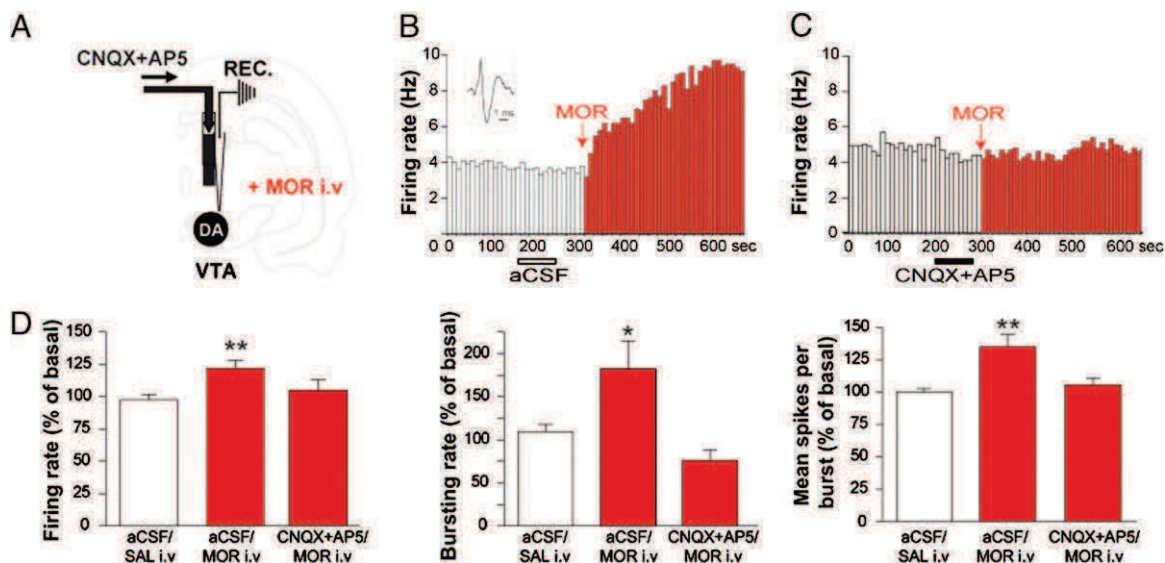 A
CNQX+AP5
REC.
+ MOR i.v
DA
VTA
B
Firing rate (Hz)
10
8
6
4
2
0
1 ms
MOR
0 100 200 300 400 500 600 sec
aCSF
C
Firing rate (Hz)
10
8
6
4
2
0
MOR
0 100 200 300 400 500 600 sec
CNQX+AP5
D
Firing rate (% of basal)
150
125
100
75
50
25
0
**
aCSF/ SAL i.v
aCSF/ MOR i.v
CNQX+AP5/ MOR i.v
Bursting rate (% of basal)
200
150
100
50
0
*
aCSF/ SAL i.v
aCSF/ MOR i.v
CNQX+AP5/ MOR i.v
Mean spikes per
burst (% of basal)
150
125
100
75
50
25
0
**
aCSF/ SAL i.v
aCSF/ MOR i.v
CNQX+AP5/ MOR i.v